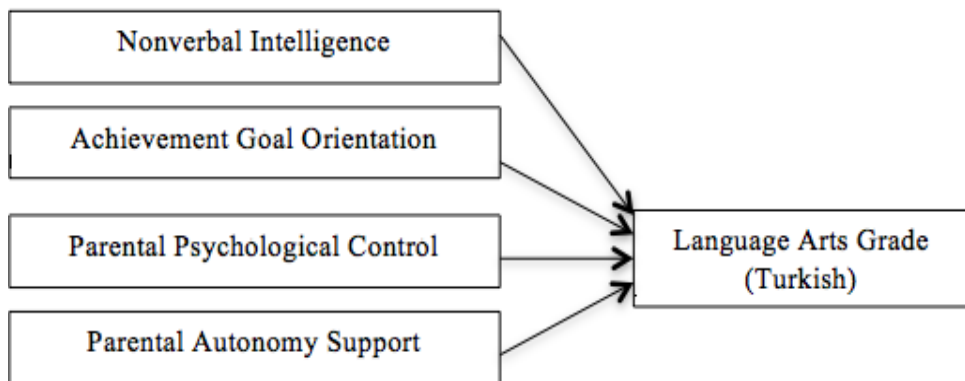 Nonverbal Intelligence
Achievement Goal Orientation
Parental Psychological Control
Parental Autonomy Support
Language Arts Grade
(Turkish)